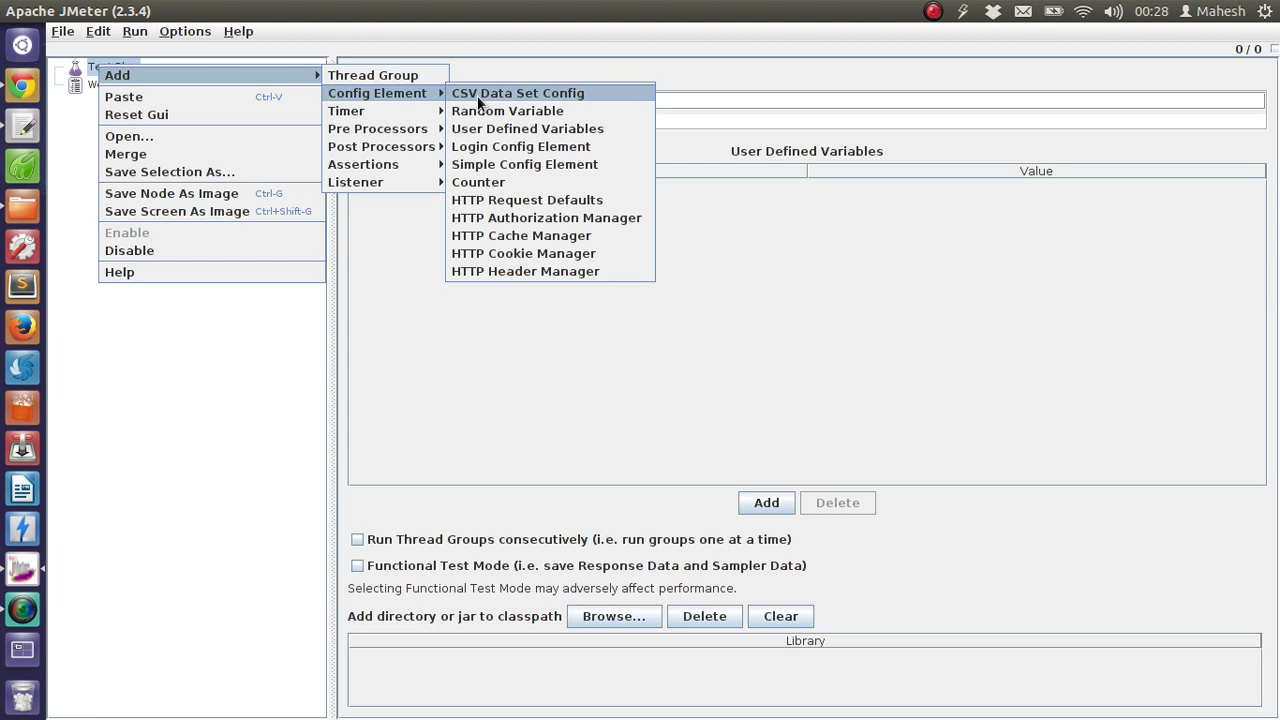 Apache JMeter (2.3.4) 00:28 Mahesh
File Edit Run Options Help
0 / 0
Add
Paste Ctrl-V
Reset Gui
Open...
Merge
Save Selection As...
Save Node As Image Ctrl-G
Save Screen As Image Ctrl+Shift-G
Enable
Disable
Help
Thread Group
Config Element
Timer
Pre Processors
Post Processors
Assertions
Listener
CSV Data Set Config
Random Variable
User Defined Variables
Login Config Element
Simple Config Element
Counter
HTTP Request Defaults
HTTP Authorization Manager
HTTP Cache Manager
HTTP Cookie Manager
HTTP Header Manager
User Defined Variables
Value
Add Delete
Run Thread Groups consecutively (i.e. run groups one at a time)
Functional Test Mode (i.e. save Response Data and Sampler Data)
Selecting Functional Test Mode may adversely affect performance.
Add directory or jar to classpath Browse... Delete Clear
Library